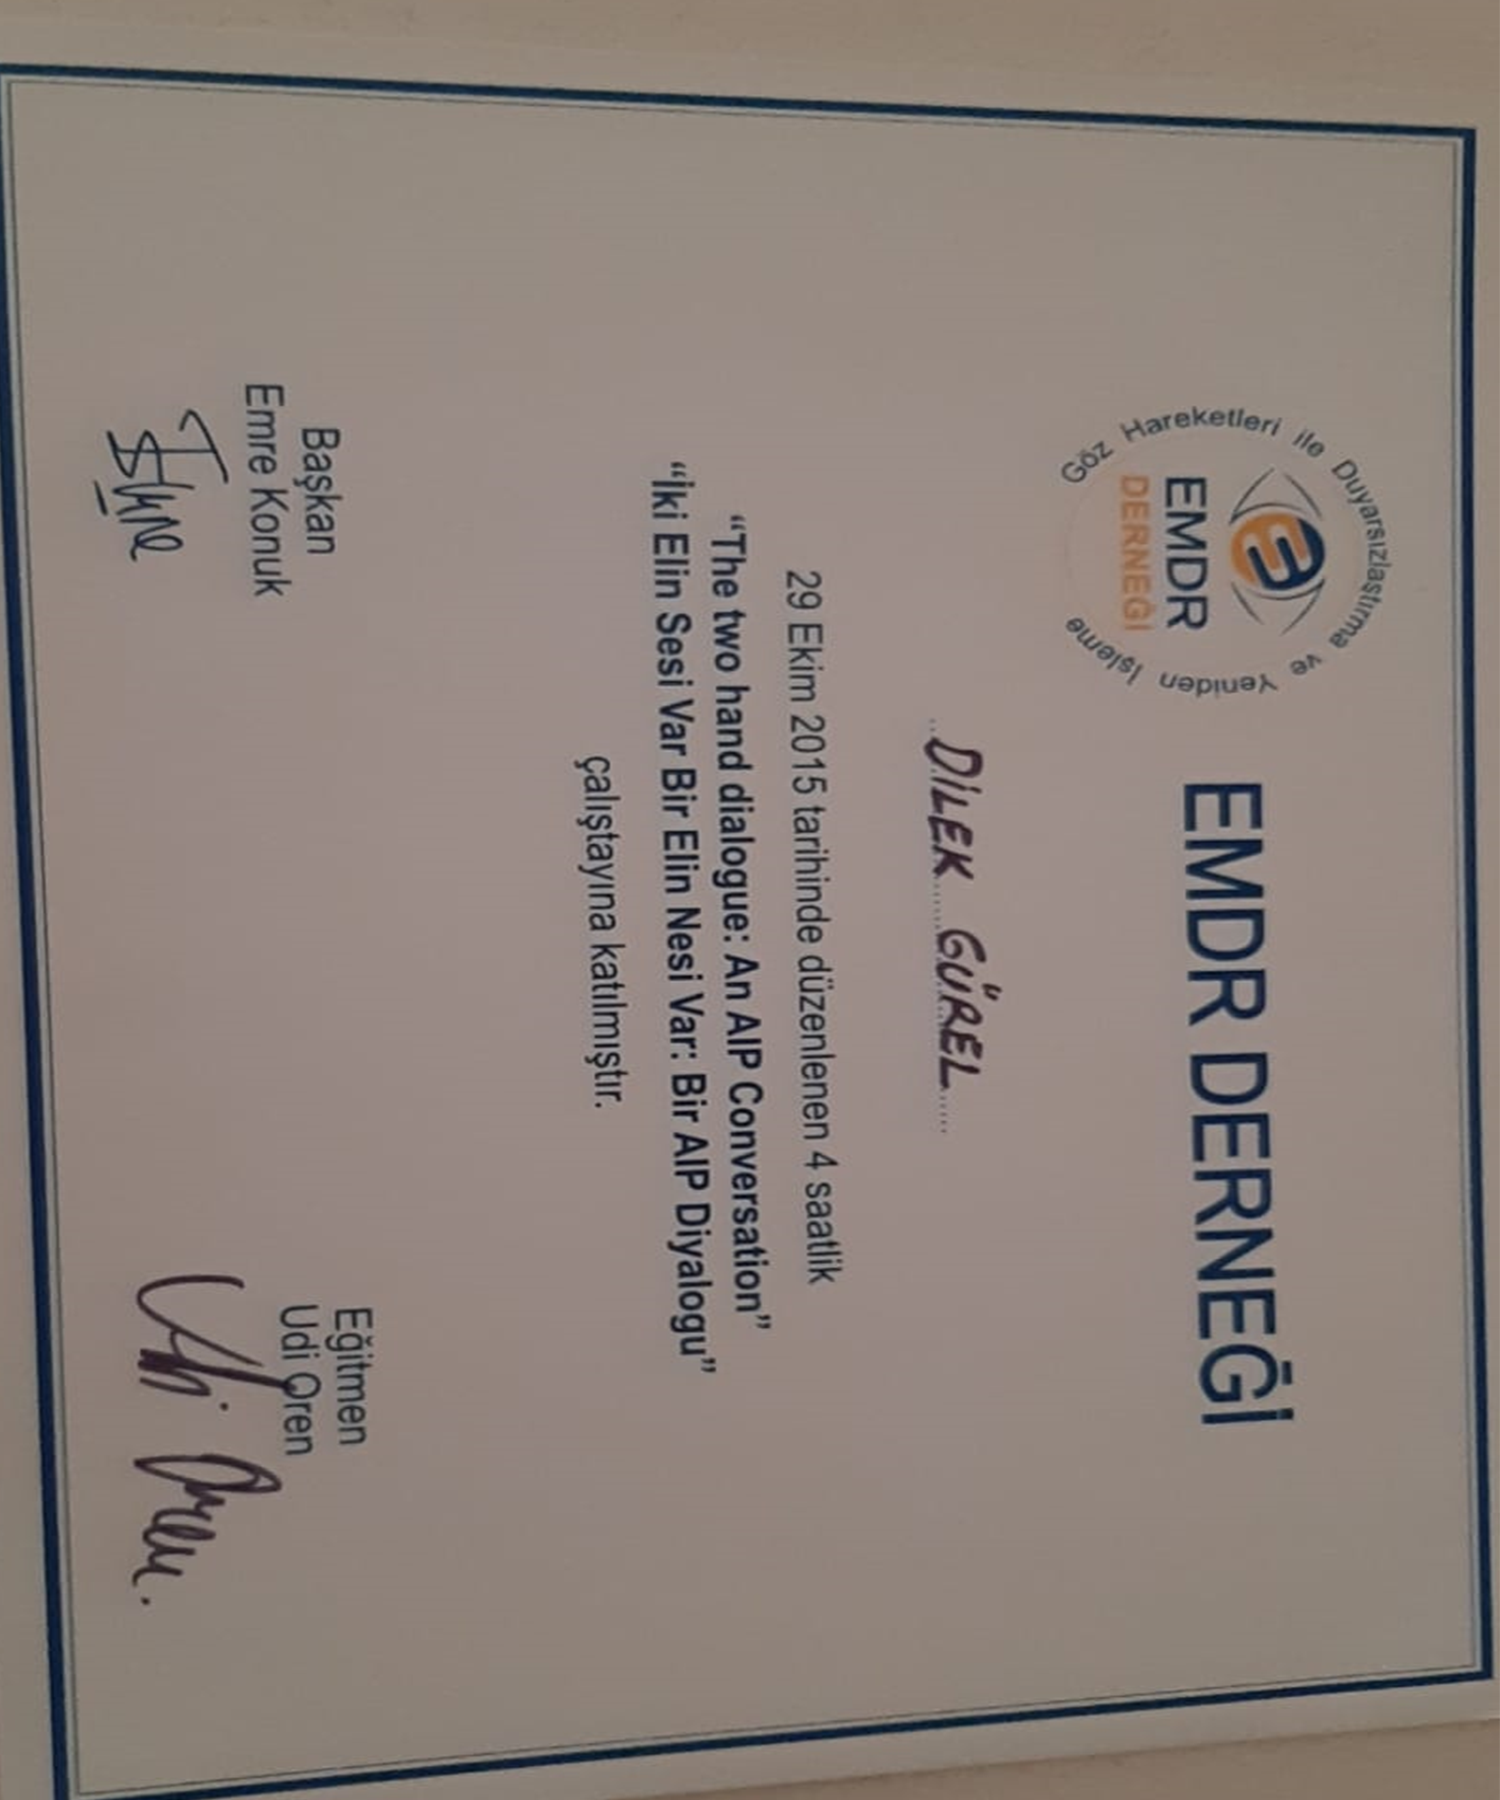 Göz Hareketleri ile Duyarsızlaştırma ve Yeniden İşleme
EMDR
DERNEĞİ
EMDR DERNEĞİ
DİLEK GÜREL
29 Ekim 2015 tarihinde düzenlenen 4 saatlik
“The two hand dialogue: An AIP Conversation”
“İki Elin Sesi Var Bir Elin Nesi Var: Bir AIP Diyalogu”
çalıştayına katılmıştır.
Başkan
Emre Konuk
Eğitmen
Udi Oren
Udi Oren.